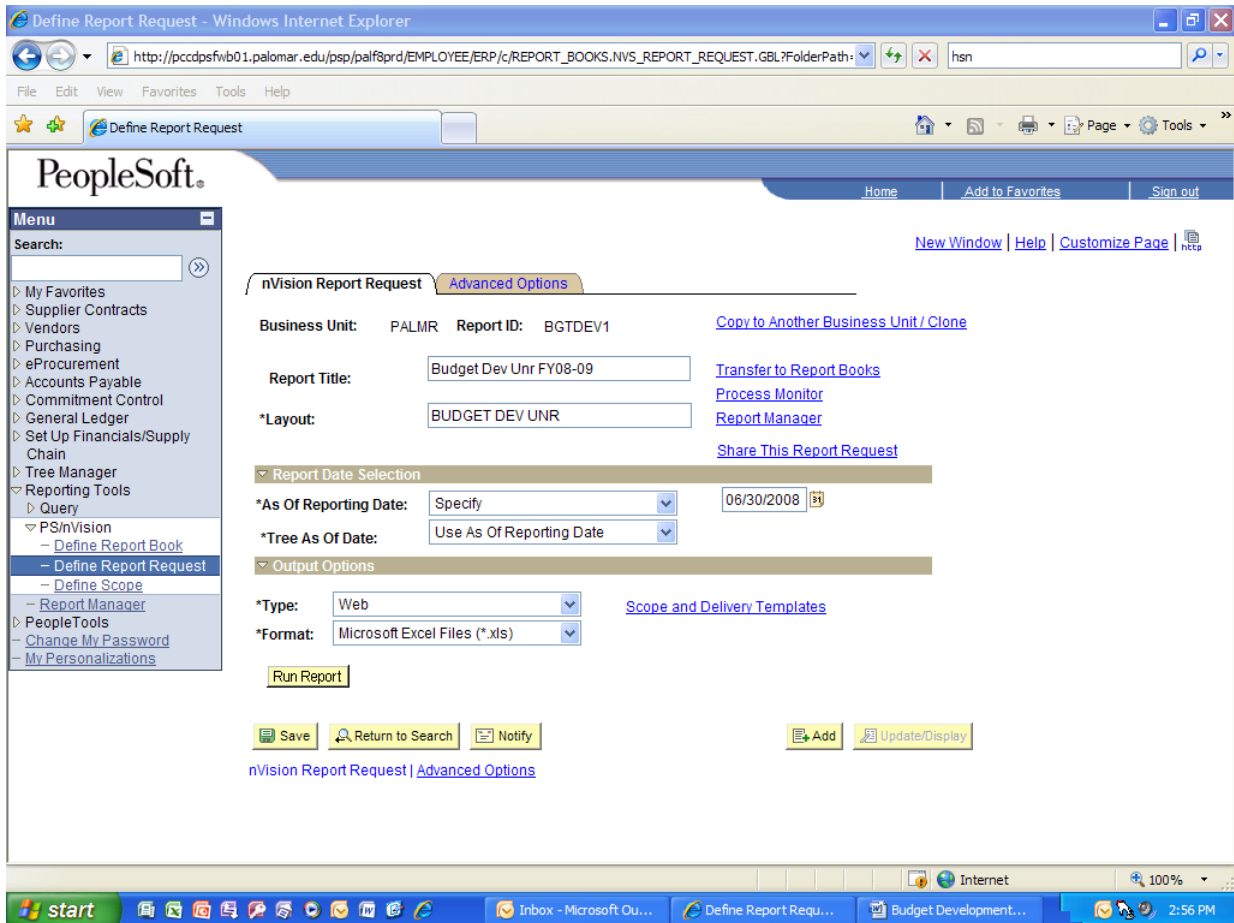 Define Report Request - Windows Internet Explorer
http://pccdpsfwb01.palomar.edu/psp/palf8prd/EMPLOYEE/ERP/c/REPORT_BOOKS.NVS_REPORT_REQUEST.GBL?FolderPath=
hsn
File Edit View Favorites Tools Help
Define Report Request
Page Tools
PeopleSoft.
Home Add to Favorites Sign out
Menu
Search:
My Favorites
Supplier Contracts
Vendors
Purchasing
eProcurement
Accounts Payable
Commitment Control
General Ledger
Set Up Financials/Supply
Chain
Tree Manager
Reporting Tools
Query
PS/nVision
– Define Report Book
– Define Report Request
– Define Scope
– Report Manager
PeopleTools
– Change My Password
– My Personalizations
New Window | Help | Customize Page | http
nVision Report Request Advanced Options
Business Unit: PALMR Report ID: BGTDEV1 Copy to Another Business Unit / Clone
Report Title: Budget Dev Unr FY08-09 Transfer to Report Books
Process Monitor
*Layout: BUDGET DEV UNR Report Manager
Share This Report Request
Report Date Selection
*As Of Reporting Date: Specify 06/30/2008 31
*Tree As Of Date: Use As Of Reporting Date
Output Options
*Type: Web Scope and Delivery Templates
*Format: Microsoft Excel Files (*.xls)
Run Report
Save Return to Search Notify Add Update/Display
nVision Report Request | Advanced Options
Internet 100%
start Inbox - Microsoft Ou... Define Report Requ... Budget Development... 2:56 PM